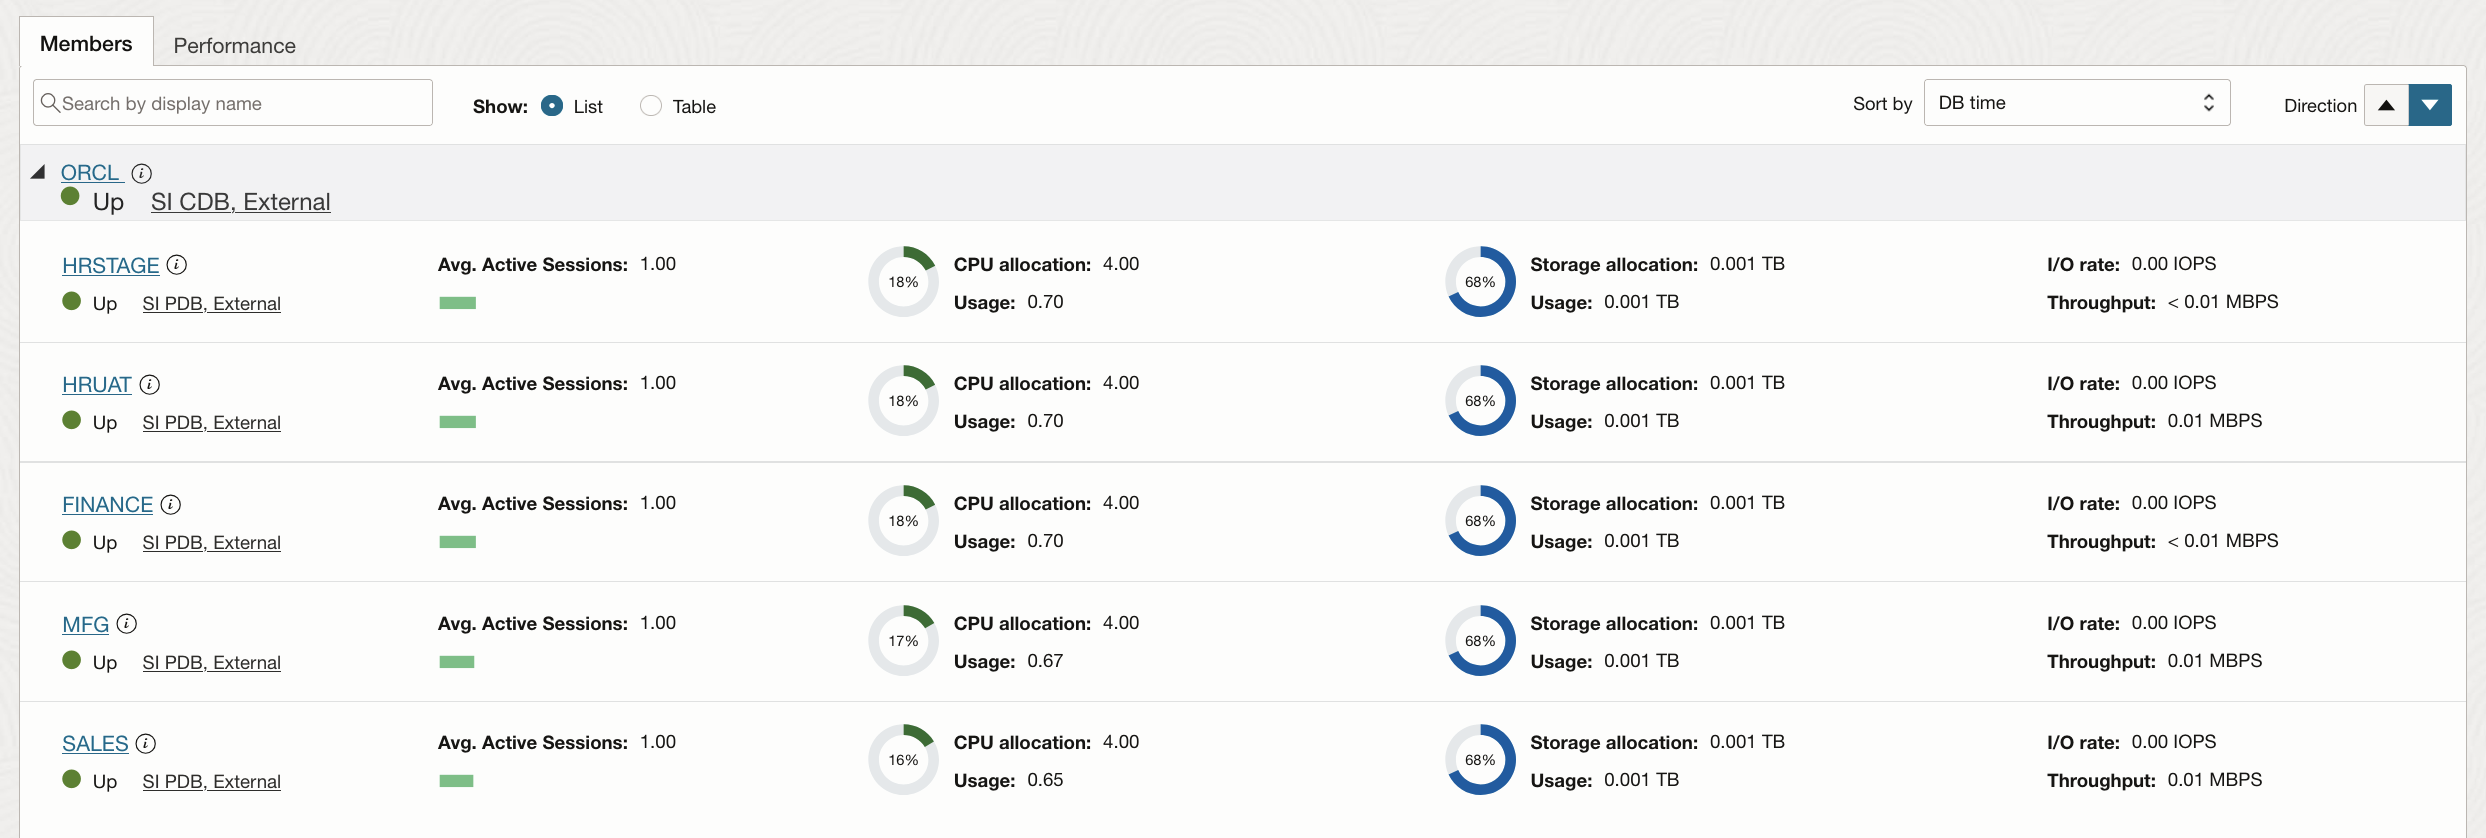 Members
Performance
Search by display name
Show: List Table
Sort by DB time
Direction
ORCL
Up SI CDB, External
HRSTAGE
Up SI PDB, External
Avg. Active Sessions: 1.00
18%
CPU allocation: 4.00
Usage: 0.70
68%
Storage allocation: 0.001 TB
Usage: 0.001 TB
I/O rate: 0.00 IOPS
Throughput: < 0.01 MBPS
HRUAT
Up SI PDB, External
Avg. Active Sessions: 1.00
18%
CPU allocation: 4.00
Usage: 0.70
68%
Storage allocation: 0.001 TB
Usage: 0.001 TB
I/O rate: 0.00 IOPS
Throughput: 0.01 MBPS
FINANCE
Up SI PDB, External
Avg. Active Sessions: 1.00
18%
CPU allocation: 4.00
Usage: 0.70
68%
Storage allocation: 0.001 TB
Usage: 0.001 TB
I/O rate: 0.00 IOPS
Throughput: < 0.01 MBPS
MFG
Up SI PDB, External
Avg. Active Sessions: 1.00
17%
CPU allocation: 4.00
Usage: 0.67
68%
Storage allocation: 0.001 TB
Usage: 0.001 TB
I/O rate: 0.00 IOPS
Throughput: 0.01 MBPS
SALES
Up SI PDB, External
Avg. Active Sessions: 1.00
16%
CPU allocation: 4.00
Usage: 0.65
68%
Storage allocation: 0.001 TB
Usage: 0.001 TB
I/O rate: 0.00 IOPS
Throughput: 0.01 MBPS